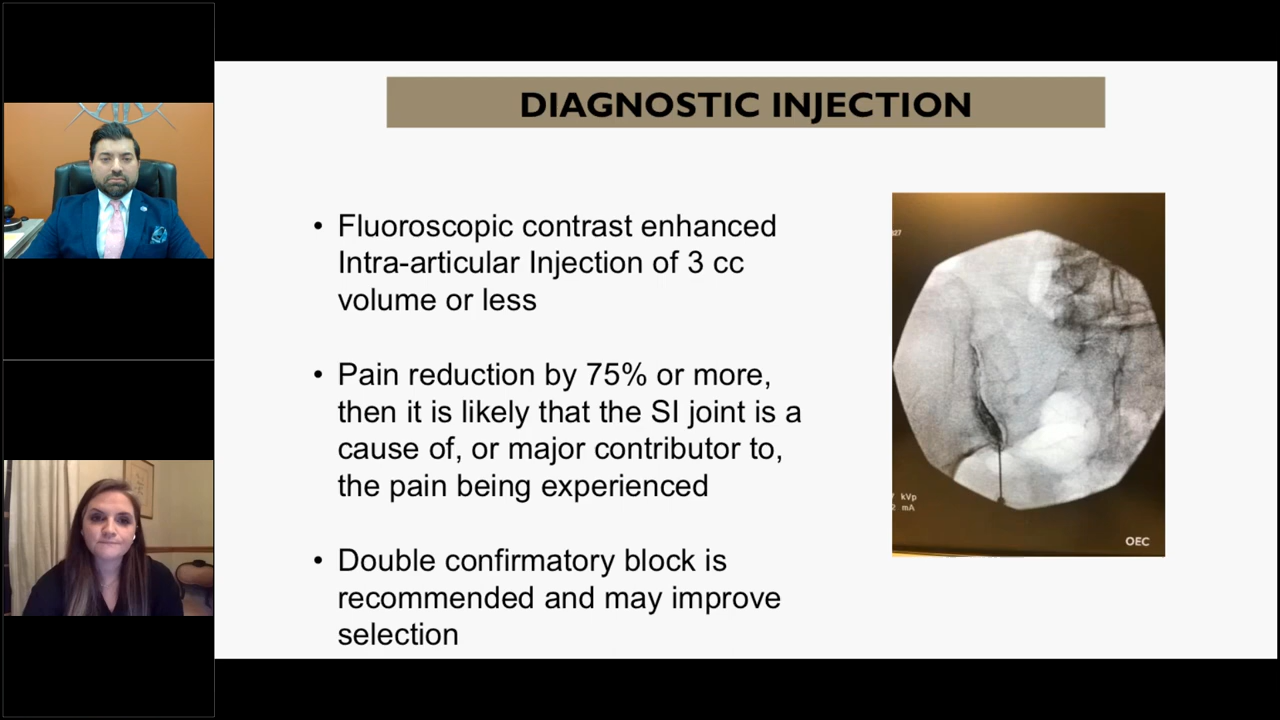 DIAGNOSTIC INJECTION
• Fluoroscopic contrast enhanced
Intra-articular Injection of 3 cc
volume or less
• Pain reduction by 75% or more,
then it is likely that the SI joint is a
cause of, or major contributor to,
the pain being experienced
• Double confirmatory block is
recommended and may improve
selection
27
kVp
mA
OEC